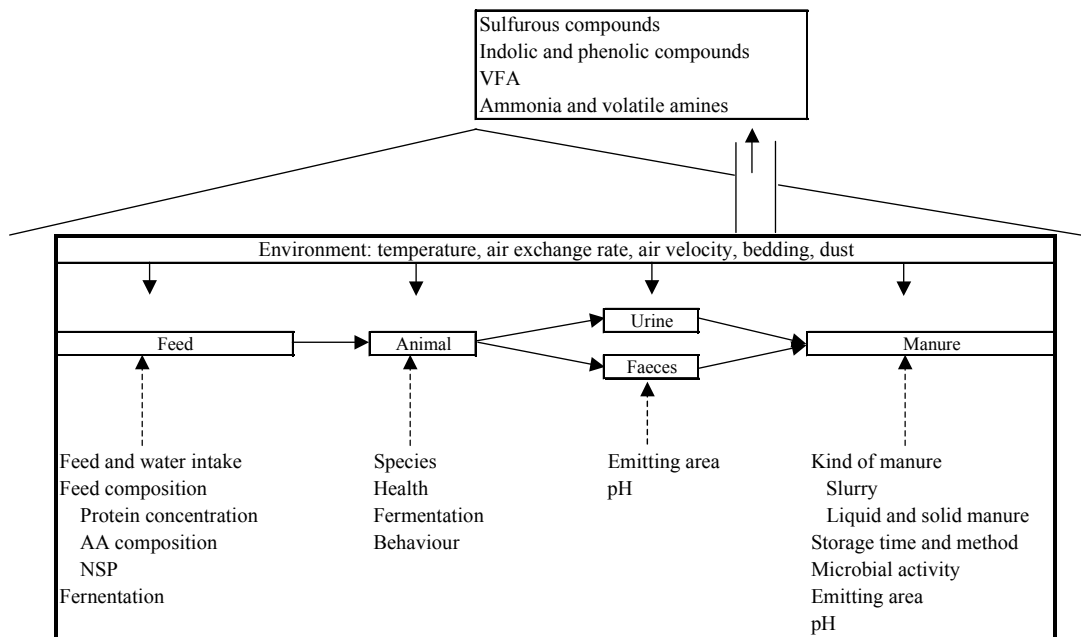 Sulfurous compounds
Indolic and phenolic compounds
VFA
Ammonia and volatile amines
Environment: temperature, air exchange rate, air velocity, bedding, dust
Feed
Animal
Urine
Faeces
Manure
Feed and water intake
Feed composition
Protein concentration
AA composition
NSP
Fernentation
Species
Health
Fermentation
Behaviour
Emitting area
pH
Kind of manure
Slurry
Liquid and solid manure
Storage time and method
Microbial activity
Emitting area
pH